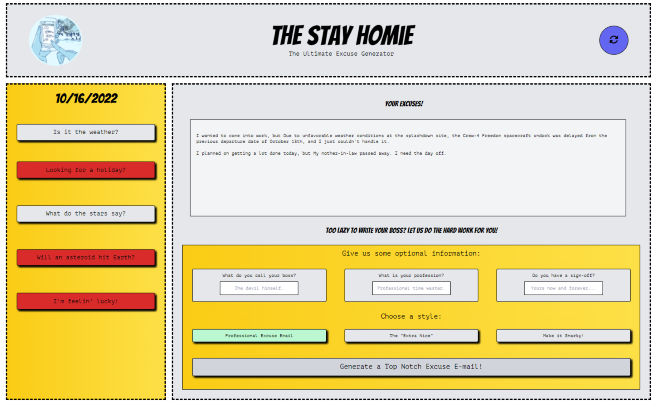 THE STAY HOMIE
The Ultimate Excuse Generator
10/16/2022
Is it the weather?
Looking for a holiday?
What do the stars say?
Will an asteroid hit Earth?
I'm feelin' lucky!
YOUR EXCUSES!
I wanted to come into work, but Due to unfavorable weather conditions at the splashdown site, the Crew-4 Freedom spacecraft undock was delayed from the
previous departure date of October 13th, and I just couldn't handle it.
I planned on getting a lot done today, but My mother-in-law passed away. I need the day off.
TOO LAZY TO WRITE YOUR BOSS? LET US DO THE HARD WORK FOR YOU!
Give us some optional information:
What do you call your boss?
The devil himself.
What is your profession?
Professional time waster.
Do you have a sign-off?
Yours now and forever...
Choose a style:
Professional Excuse Email
The "Extra Nice"
Make it Snarky!
Generate a Top Notch Excuse E-mail!